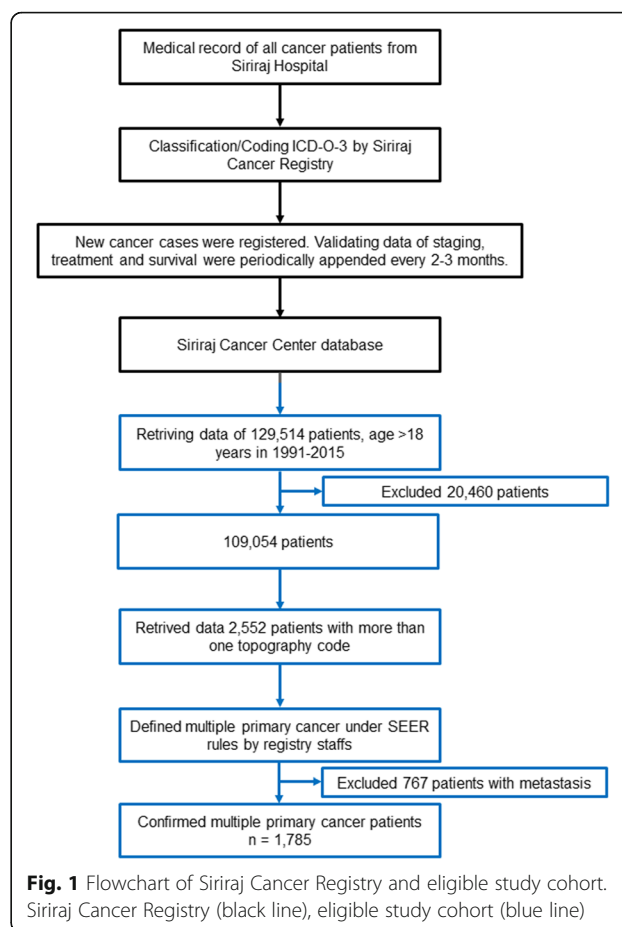 Medical record of all cancer patients from
Siriraj Hospital
Classification/Coding ICD-O-3 by Siriraj
Cancer Registry
New cancer cases were registered. Validating data of staging,
treatment and survival were periodically appended every 2-3 months.
Siriraj Cancer Center database
Retriving data of 129,514 patients, age >18
years in 1991-2015
Excluded 20,460 patients
109,054 patients
Retrived data 2,552 patients with more than
one topography code
Defined multiple primary cancer under SEER
rules by registry staffs
Excluded 767 patients with metastasis
Confirmed multiple primary cancer patients
n = 1,785
Fig. 1 Flowchart of Siriraj Cancer Registry and eligible study cohort.
Siriraj Cancer Registry (black line), eligible study cohort (blue line)